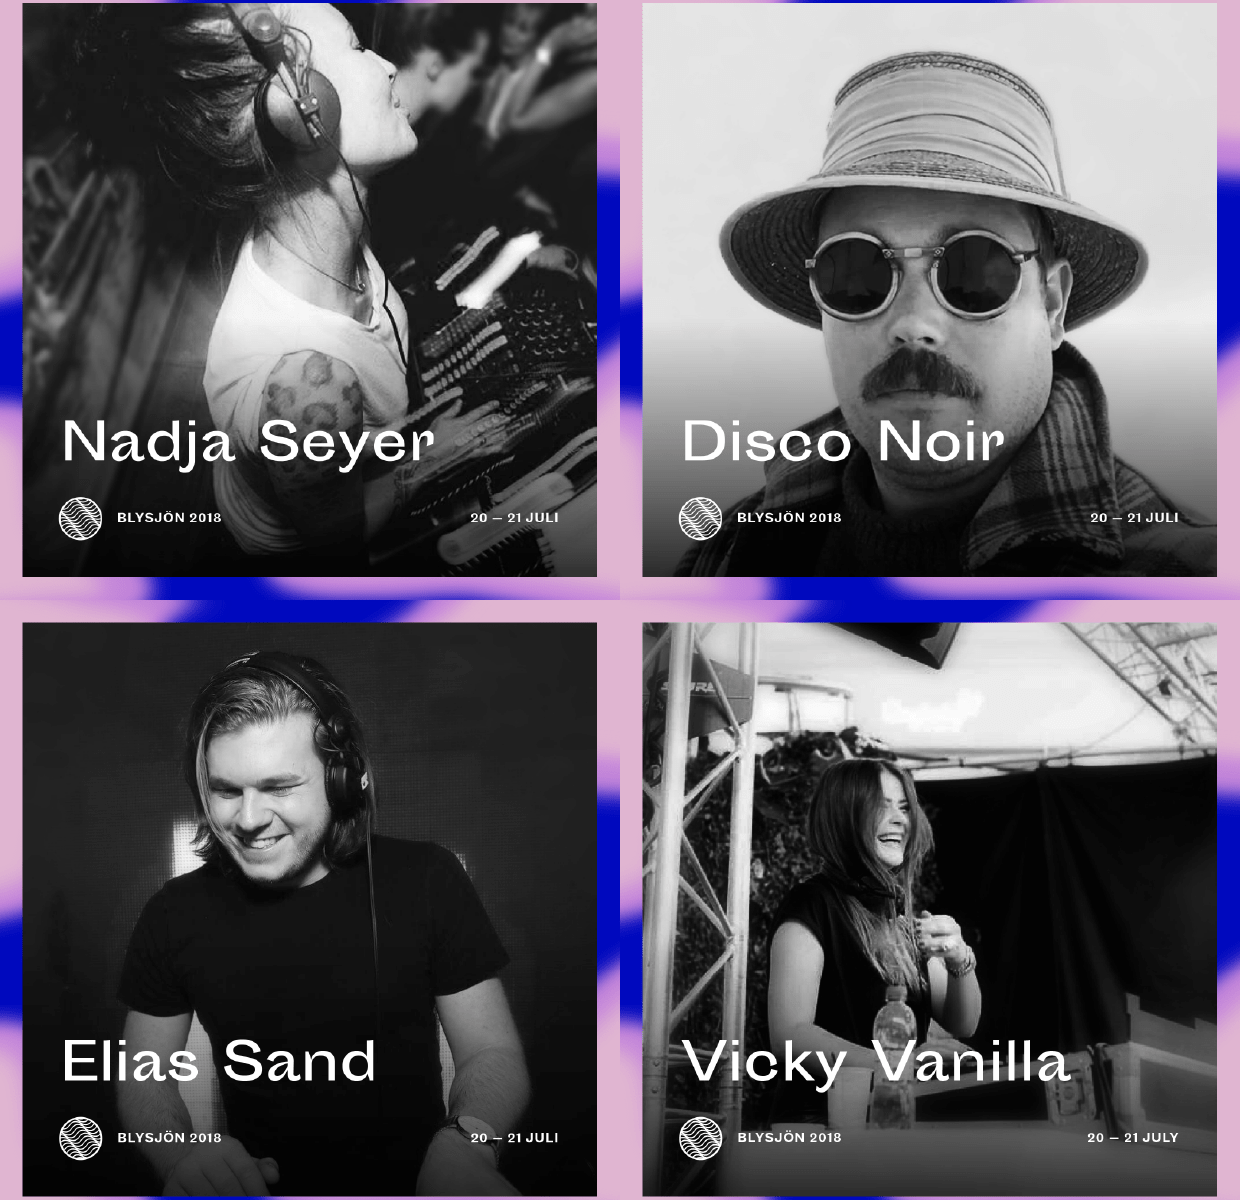 Nadja Seyer
BLYSJÖN 2018
20 – 21 JULI
Disco Noir
BLYSJÖN 2018
20 – 21 JULI
SHURE
Elias Sand
BLYSJÖN 2018
20 – 21 JULI
Vicky Vanilla
BLYSJÖN 2018
20 – 21 JULY